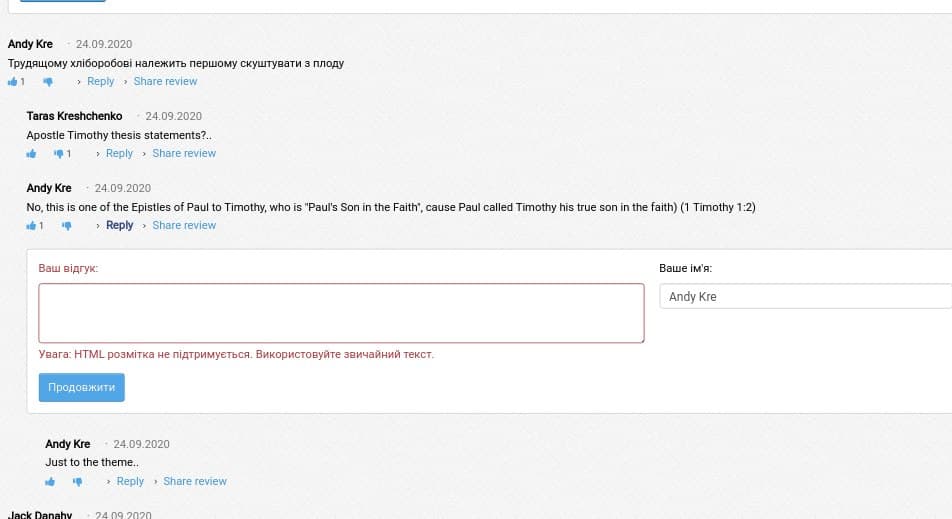 Andy Kre · 24.09.2020
Трудящому хліборобові належить першому скуштувати з плоду
1 › Reply › Share review
Taras Kreshchenko · 24.09.2020
Apostle Timothy thesis statements?..
1 › Reply › Share review
Andy Kre · 24.09.2020
No, this is one of the Epistles of Paul to Timothy, who is "Paul's Son in the Faith", cause Paul called Timothy his true son in the faith) (1 Timothy 1:2)
1 › Reply › Share review
Ваш відгук:
Ваше ім'я:
Andy Kre
Увага: HTML розмітка не підтримується. Використовуйте звичайний текст.
Продовжити
Andy Kre · 24.09.2020
Just to the theme..
› Reply › Share review
Jack Danahy · 24.09.2020